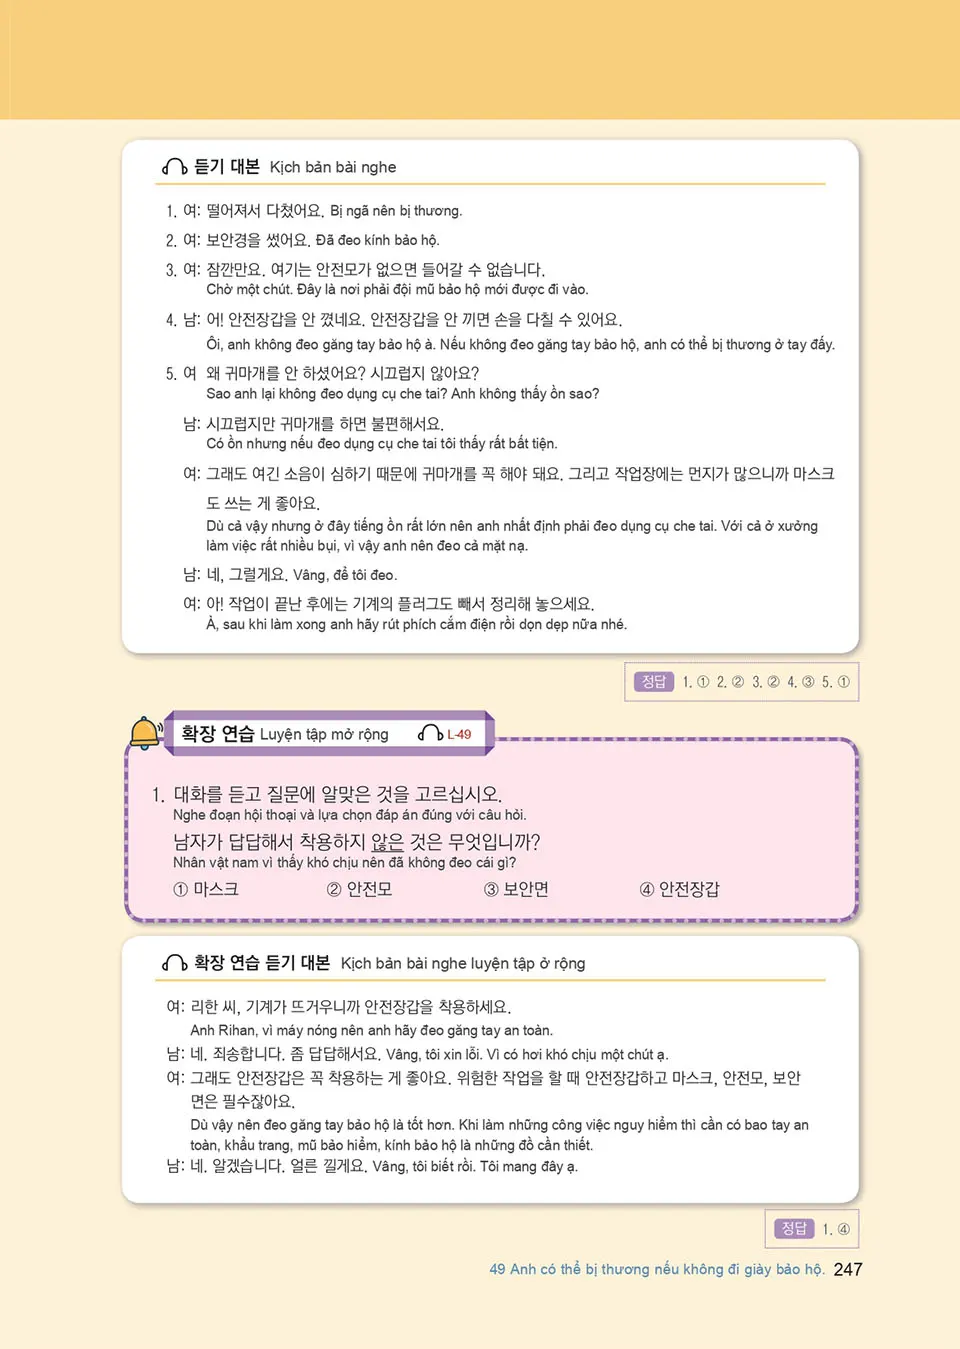 듣기 대본 Kịch bản bài nghe
1. 여: 떨어져서 다쳤어요. Bị ngã nên bị thương.
2. 여: 보안경을 썼어요. Đã đeo kính bảo hộ.
3. 여: 잠깐만요. 여기는 안전모가 없으면 들어갈 수 없습니다.
Chờ một chút. Đây là nơi phải đội mũ bảo hộ mới được đi vào.
4. 남: 어! 안전장갑을 안 꼈네요. 안전장갑을 안 끼면 손을 다칠 수 있어요.
Ôi, anh không đeo găng tay bảo hộ à. Nếu không đeo găng tay bảo hộ, anh có thể bị thương ở tay đấy.
5. 여 왜 귀마개를 안 하셨어요? 시끄럽지 않아요?
Sao anh lại không đeo dụng cụ che tai? Anh không thấy ồn sao?
남: 시끄럽지만 귀마개를 하면 불편해서요.
Có ồn nhưng nếu đeo dụng cụ che tai tôi thấy rất bất tiện.
여: 그래도 여긴 소음이 심하기 때문에 귀마개를 꼭 해야 돼요. 그리고 작업장에는 먼지가 많으니까 마스크
도 쓰는 게 좋아요.
Dù cả vậy nhưng ở đây tiếng ồn rất lớn nên anh nhất định phải đeo dụng cụ che tai. Với cả ở xưởng
làm việc rất nhiều bụi, vì vậy anh nên đeo cả mặt nạ.
남: 네, 그럴게요. Vâng, để tôi đeo.
여: 아! 작업이 끝난 후에는 기계의 플러그도 빼서 정리해 놓으세요.
À, sau khi làm xong anh hãy rút phích cắm điện rồi dọn dẹp nữa nhé.
정답 1. ① 2. ② 3. ② 4. ③ 5. ①
확장 연습 Luyện tập mở rộng L-49
1. 대화를 듣고 질문에 알맞은 것을 고르십시오.
Nghe đoạn hội thoại và lựa chọn đáp án đúng với câu hỏi.
남자가 답답해서 착용하지 않은 것은 무엇입니까?
Nhân vật nam vì thấy khó chịu nên đã không đeo cái gì?
① 마스크 ② 안전모 ③ 보안면 ④ 안전장갑
확장 연습 듣기 대본 Kịch bản bài nghe luyện tập ở rộng
여: 리한 씨, 기계가 뜨거우니까 안전장갑을 착용하세요.
Anh Rihan, vì máy nóng nên anh hãy đeo găng tay an toàn.
남: 네. 죄송합니다. 좀 답답해서요. Vâng, tôi xin lỗi. Vì có hơi khó chịu một chút ạ.
여: 그래도 안전장갑은 꼭 착용하는 게 좋아요. 위험한 작업을 할 때 안전장갑하고 마스크, 안전모, 보안
면은 필수잖아요.
Dù vậy nên đeo găng tay bảo hộ là tốt hơn. Khi làm những công việc nguy hiểm thì cần có bao tay an
toàn, khẩu trang, mũ bảo hiểm, kính bảo hộ là những đồ cần thiết.
남: 네. 알겠습니다. 얼른 낄게요. Vâng, tôi biết rồi. Tôi mang đây ạ.
정답 1. ④
49 Anh có thể bị thương nếu không đi giày bảo hộ. 247